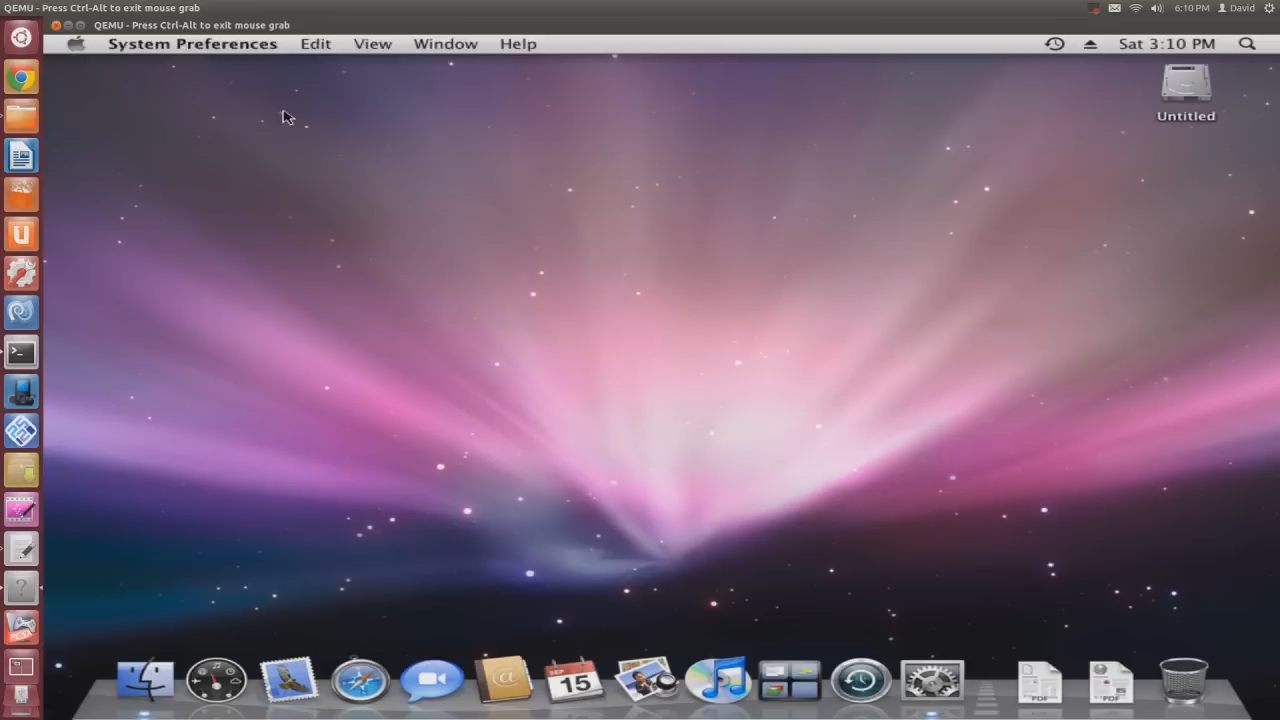 QEMU - Press Ctrl-Alt to exit mouse grab
6:10 PM David
QEMU - Press Ctrl-Alt to exit mouse grab
System Preferences Edit View Window Help
Sat 3:10 PM
Untitled
15
PDF
PDF